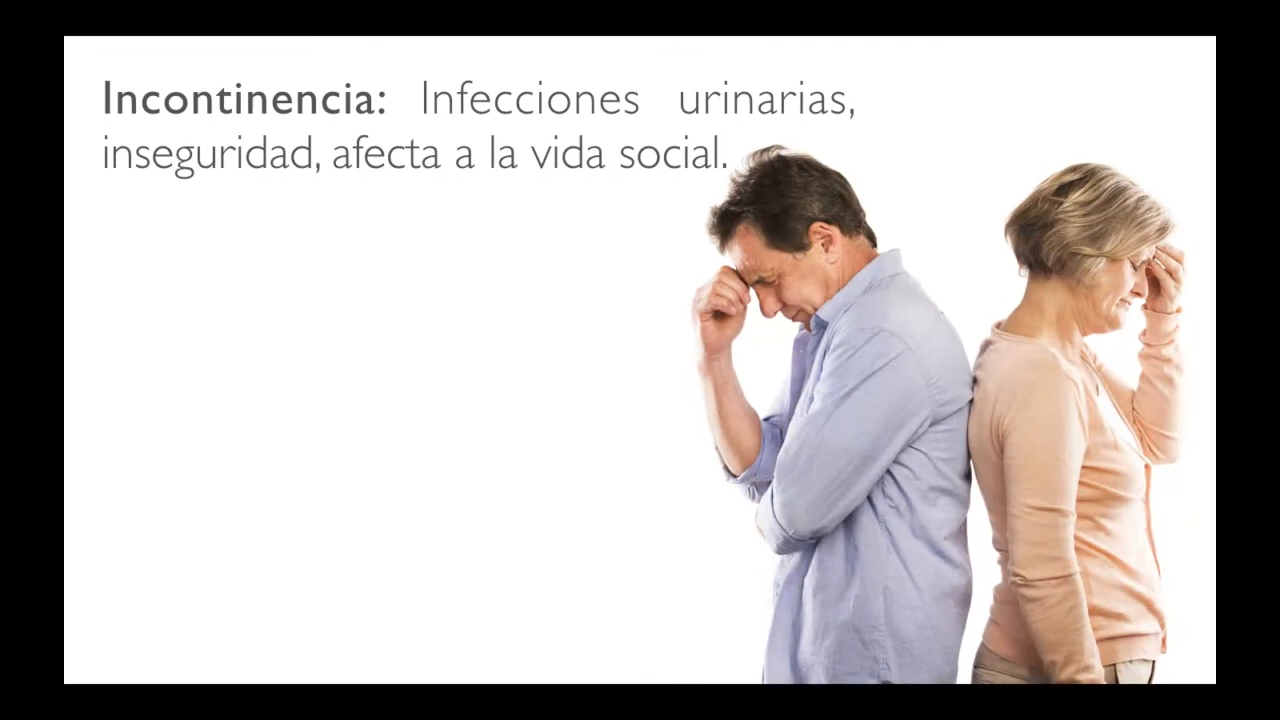 Incontinencia: Infecciones urinarias,
inseguridad, afecta a la vida social.